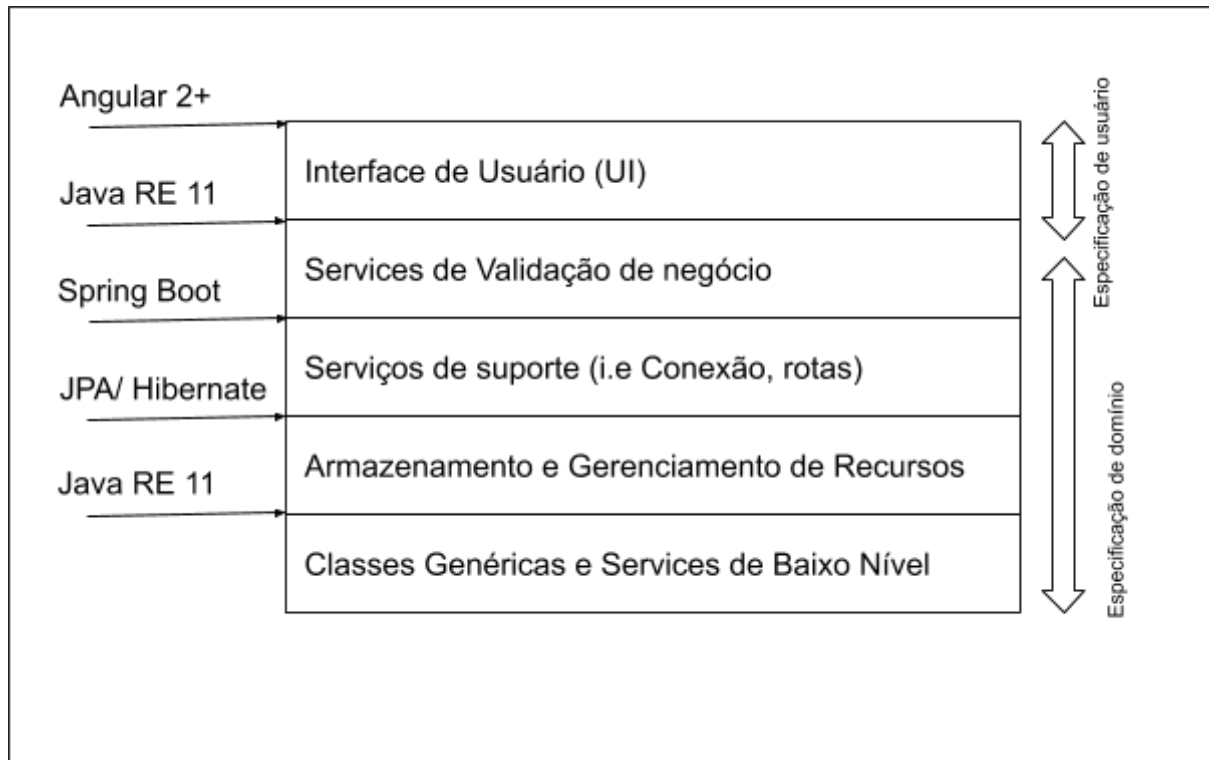 Angular 2+
Interface de Usuário (UI)
Java RE 11
Services de Validação de negócio
Spring Boot
Serviços de suporte (i.e Conexão, rotas)
JPA/ Hibernate
Armazenamento e Gerenciamento de Recursos
Java RE 11
Classes Genéricas e Services de Baixo Nível
Especificação de usuário
Especificação de domínio